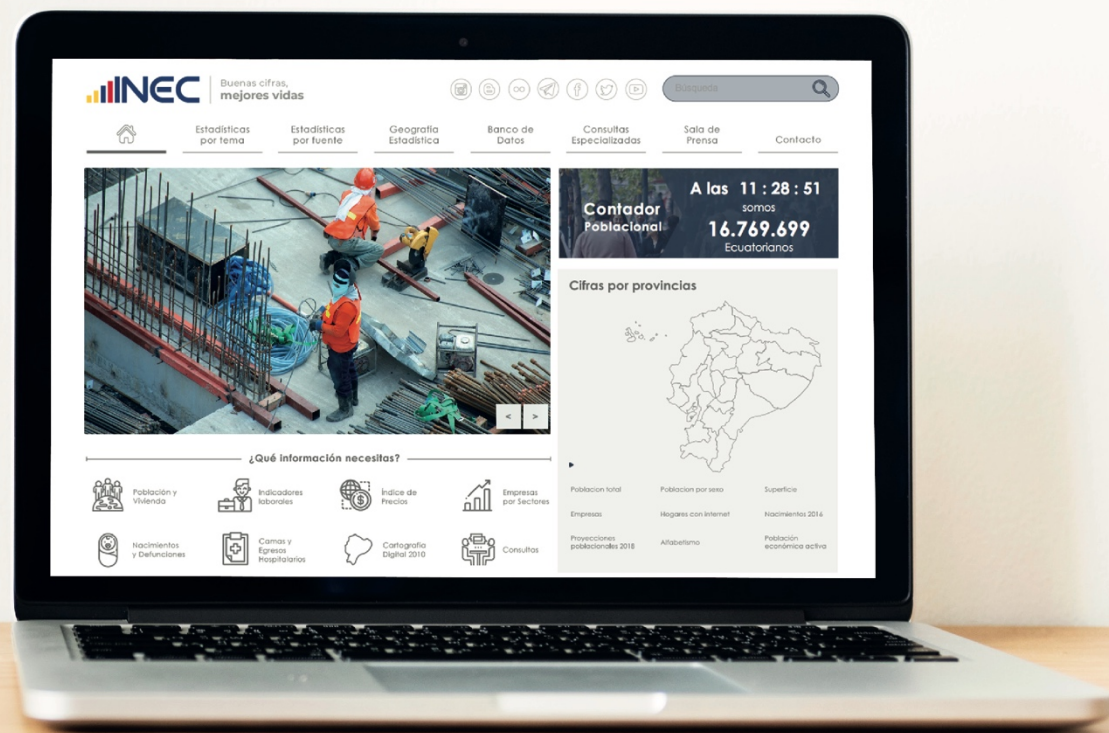 INEC
Buenas cifras,
mejores vidas
Búsqueda
Estadísticas
por tema
Estadísticas
por fuente
Geografía
Estadística
Banco de
Datos
Consultas
Especializadas
Sala de
Prensa
Contacto
Contador
Poblacional
A las 11 : 28 : 51
somos
16.769.699
Ecuatorianos
< >
Cifras por provincias
¿Qué información necesitas?
Población y
Vivienda
Indicadores
laborales
Índice de
Precios
Empresas
por Sectores
Nacimientos
y Defunciones
Camas y
Egresos
Hospitalarios
Cartografía
Digital 2010
Consultas
Poblacion total
Poblacion por sexo
Superficie
Empresas
Hogares con Internet
Nacimientos 2016
Proyecciones
poblacionales 2018
Alfabetismo
Población
económica activa